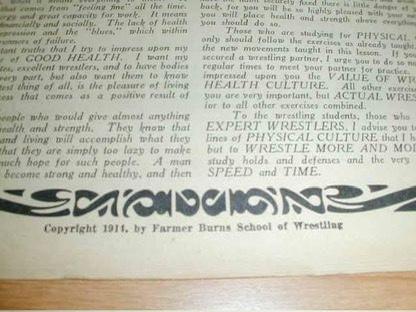 that comes from "feeling fine" all the time.
gy and great capacity for work. It means
financially and socially. The lack of health
depression and the "blues," which within
powers of failure.
tant truths that I try to impress upon my
of GOOD HEALTH. I want my
tes, excellent wrestlers, and to have bodies
very part, but also want them to know
est thing of all, is the pleasure of living
ess that comes as a positive result of
people who would give almost anything
health and strength. They know that
and living will accomplish what they
hat they are simply too lazy to make
much hope for such people. A man
become strong and healthy, and then
back, for you will be so highly pleased with your
you will place health and strength above everything
you should do so.
Those who are studying for PHYSICAL
only should follow the exercises as already taught
the new movements taught in this lesson. If you
secured a wrestling partner, I urge you to do so
regular times to meet your partner for practice.
impressed upon you the VALUE OF WR
HEALTH CULTURE. All other exercise
you are very important, but ACTUAL WREST
ior to all other exercises combined.
To the wrestling students, those who
EXPERT WRESTLERS, I advise you to
lines of PHYSICAL CULTURE that I h
but to WRESTLE MORE AND MO
study holds and defenses and the very
SPEED and TIME.
Copyright 1914, by Farmer Burns School of Wrestling